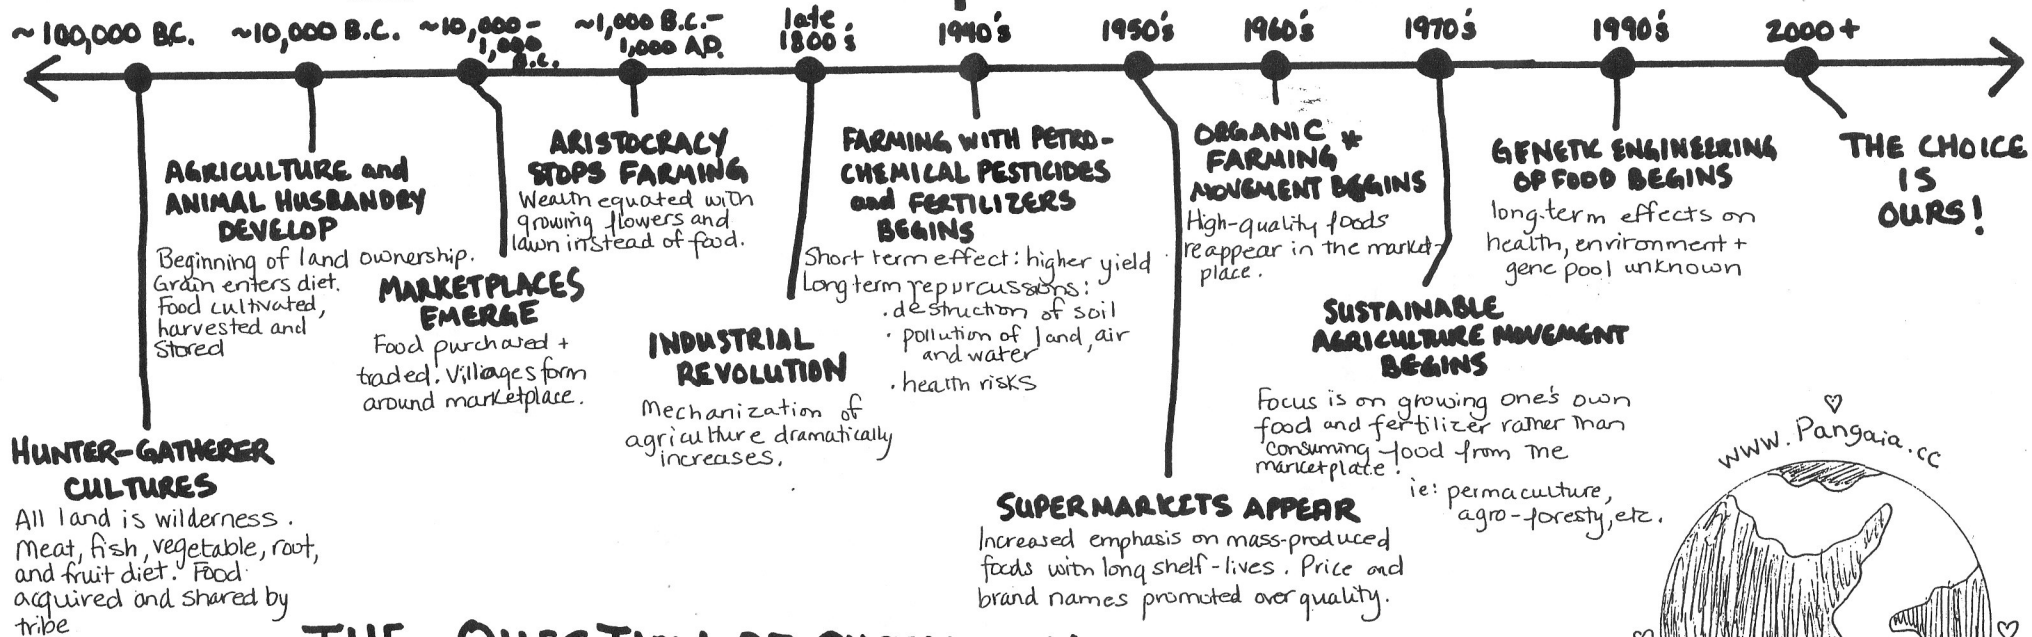 ~100,000 B.C.
~10,000 B.C.
~10,000-
1,000
B.C.
~1,000 B.C.-
1,000 A.D.
late
1800's
1940's
1950's
1960's
1970's
1990's
2000+
HUNTER-GATHERER
CULTURES
All land is wilderness.
Meat, fish, vegetable, root,
and fruit diet. Food
acquired and shared by
tribe
AGRICULTURE and
ANIMAL HUSBANDRY
DEVELOP
Beginning of land ownership.
Grain enters diet.
Food cultivated,
harvested and
stored
MARKETPLACES
EMERGE
Food purchased +
traded. Villages form
around marketplace.
ARISTOCRACY
STOPS FARMING
Wealth equated with
growing flowers and
lawn instead of food.
INDUSTRIAL
REVOLUTION
Mechanization of
agriculture dramatically
increases.
FARMING WITH PETRO-
CHEMICAL PESTICIDES
and FERTILIZERS
BEGINS
Short term effect: higher yield
Long term repurcussions:
· destruction of soil
· pollution of land, air
and water
· health risks
SUPERMARKETS APPEAR
Increased emphasis on mass-produced
foods with long shelf-lives. Price and
brand names promoted over quality.
ORGANIC
FARMING *
MOVEMENT BEGINS
High-quality foods
reappear in the market-
place.
SUSTAINABLE
AGRICULTURE MOVEMENT
BEGINS
Focus is on growing one's own
food and fertilizer rather than
consuming food from the
marketplace.
ie: permaculture,
agro-foresty, etc.
GENETIC ENGINEERING
OF FOOD BEGINS
long-term effects on
health, environment +
gene pool unknown
THE CHOICE
IS
OURS!
www.Pangaia.cc
THE